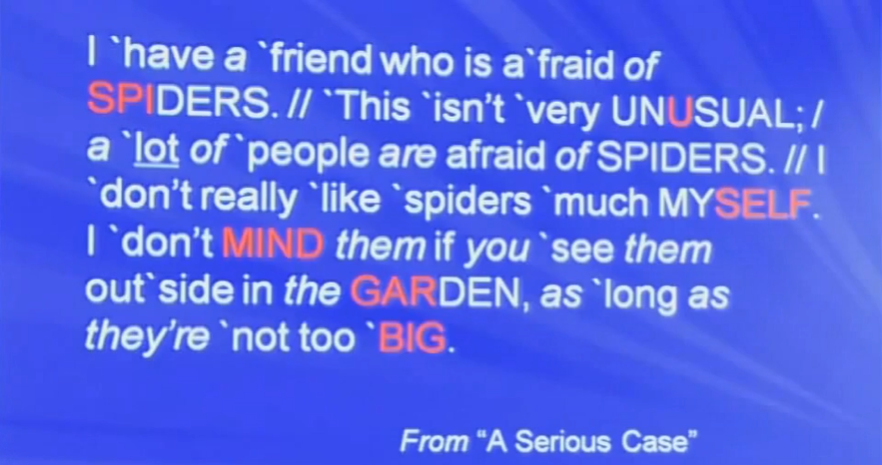 I `have a `friend who is a`fraid of
SPIDERS. // `This `isn't `very UNUSUAL; /
a `lot of `people are afraid of SPIDERS. // I
`don't really `like `spiders `much MYSELF.
I `don't MIND them if you `see them
out`side in the GARDEN, as `long as
they're `not too `BIG.
From "A Serious Case"